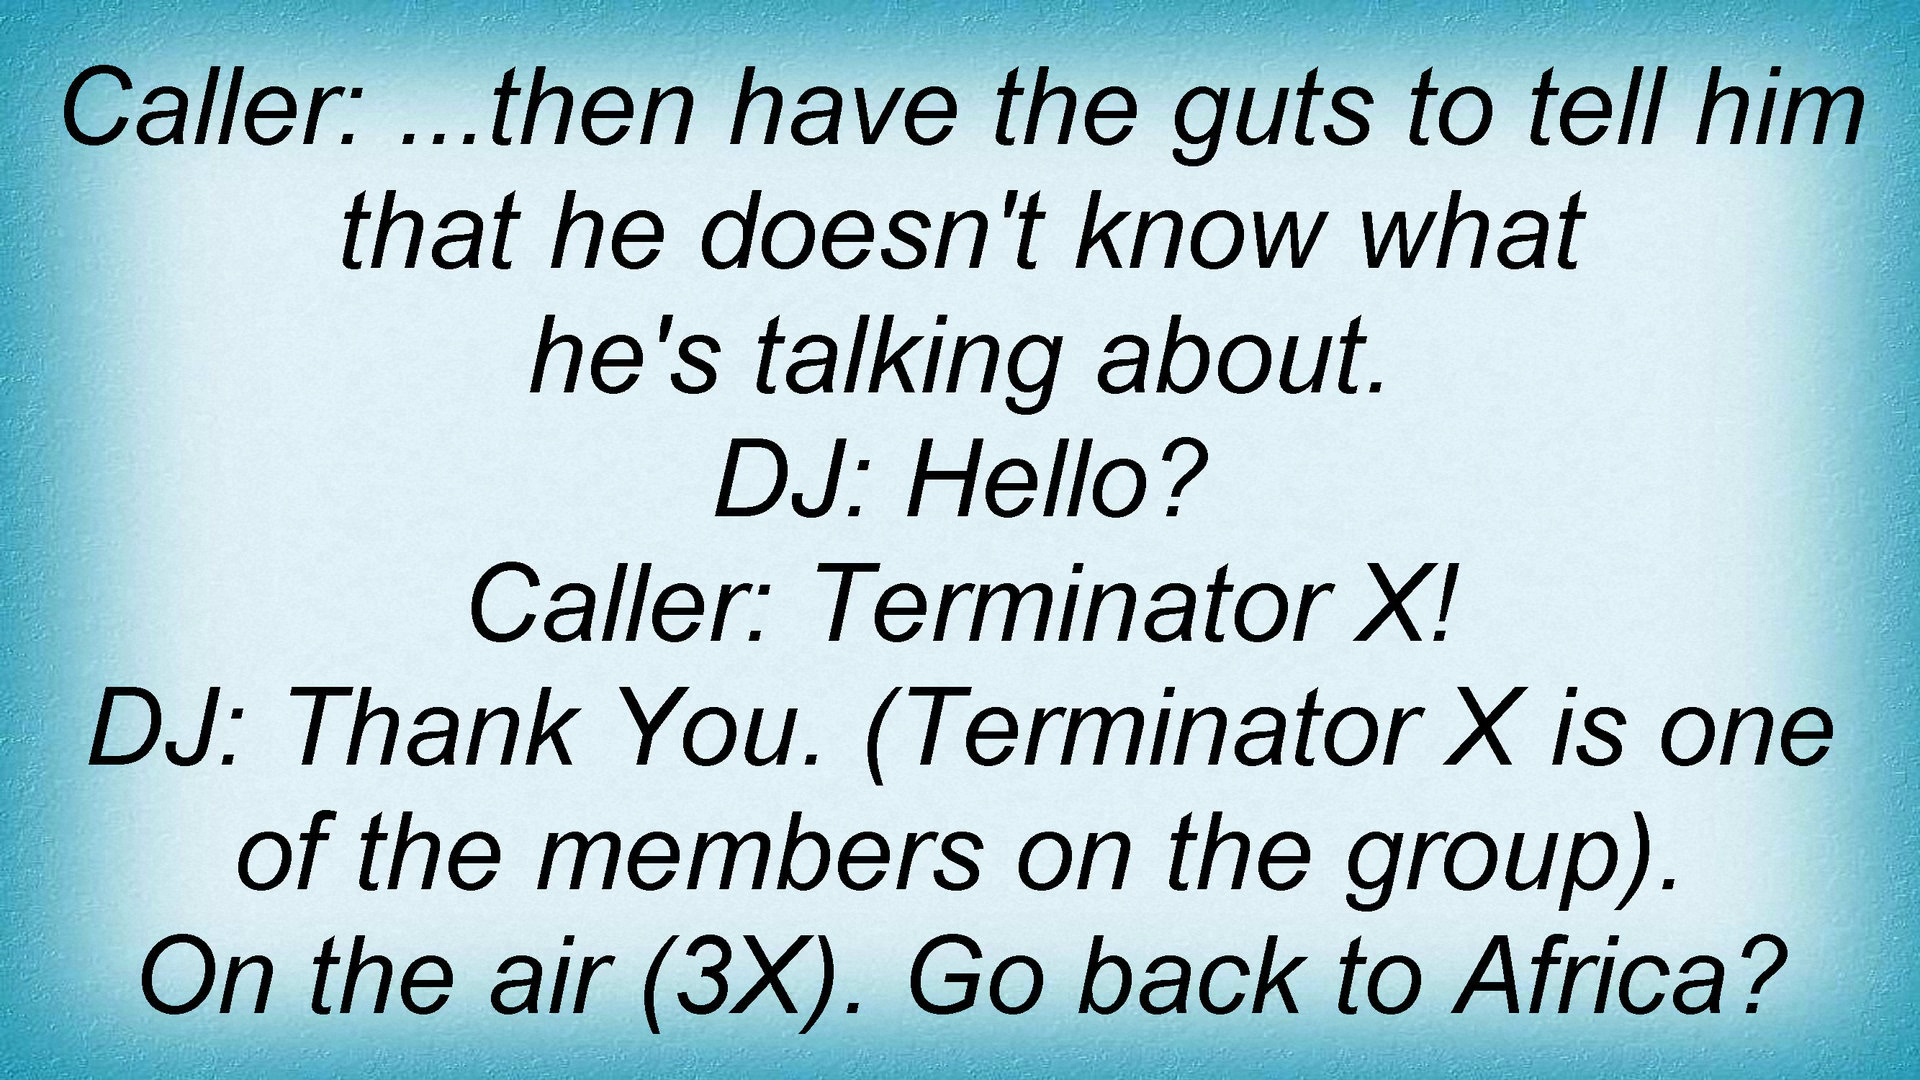 Caller: ...then have the guts to tell him
that he doesn't know what
he's talking about.
DJ: Hello?
Caller: Terminator X!
DJ: Thank You. (Terminator X is one
of the members on the group).
On the air (3X). Go back to Africa?